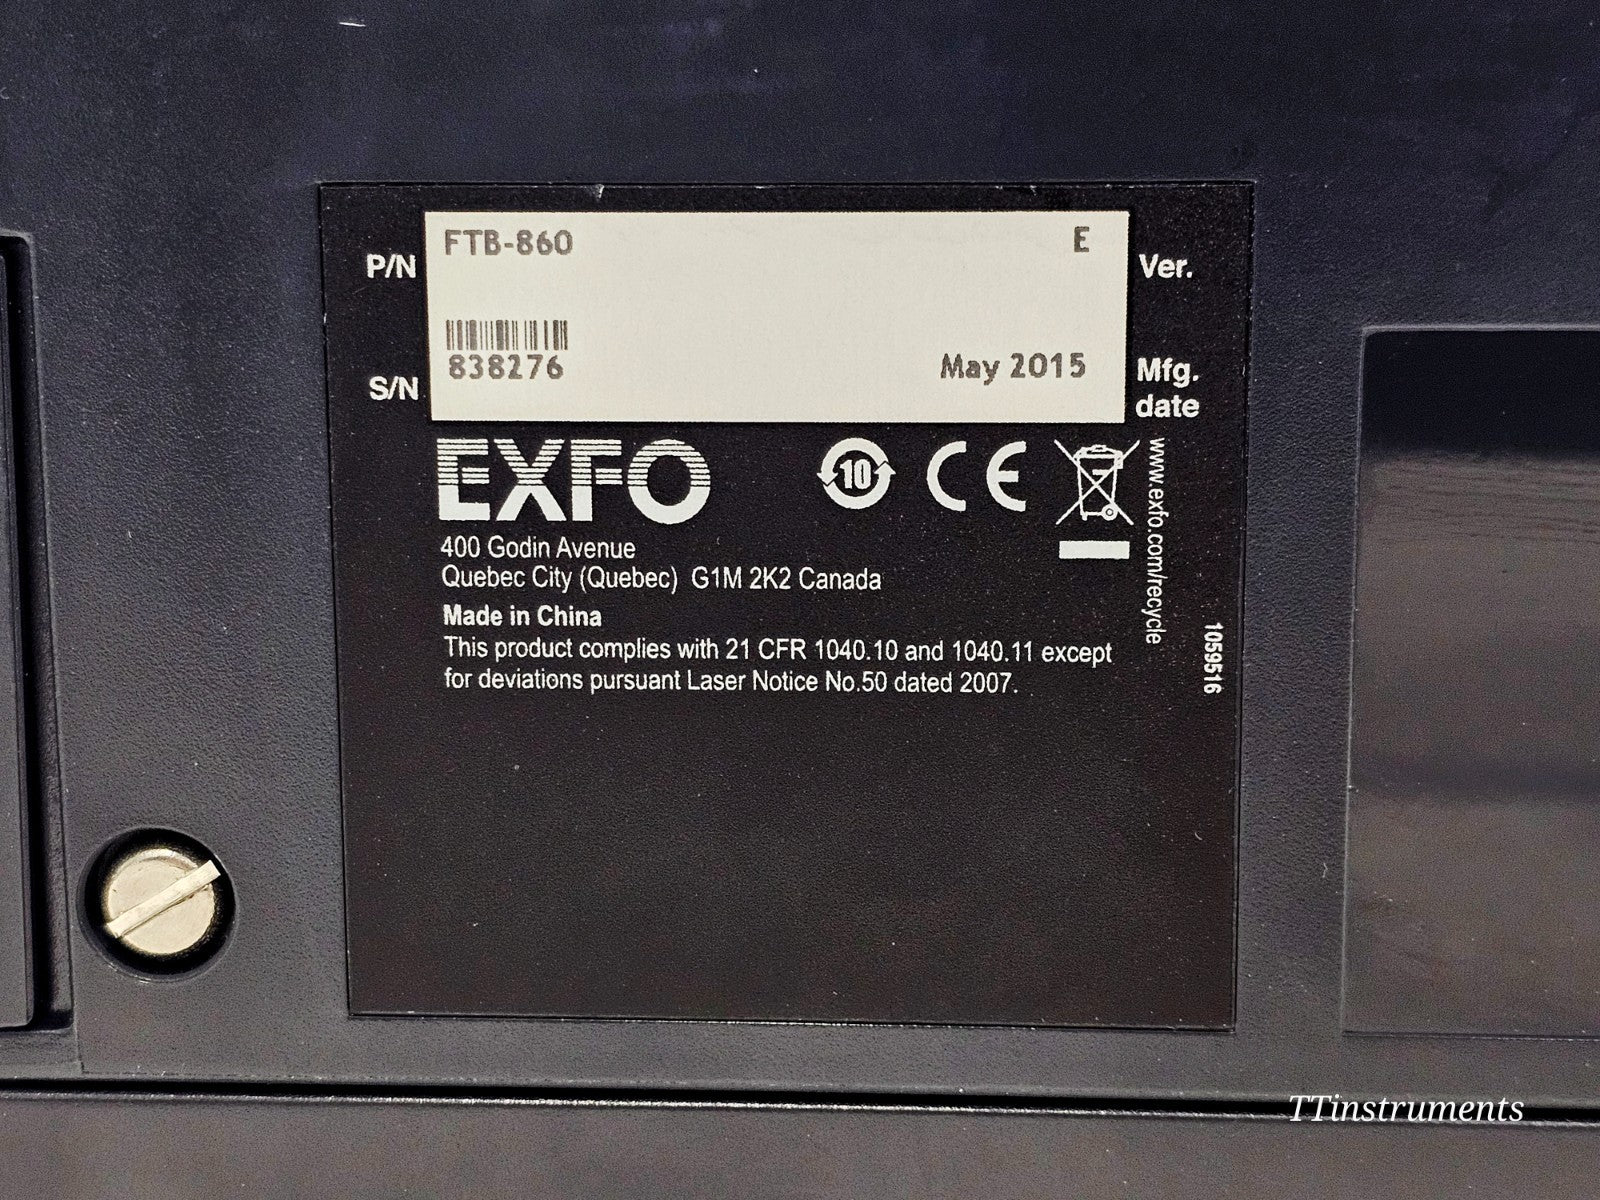 P/N FTB-860 E Ver.
S/N 838276 May 2015 Mfg. date
EXFO 10 CE
400 Godin Avenue
Quebec City (Quebec) G1M 2K2 Canada
Made in China
This product complies with 21 CFR 1040.10 and 1040.11 except
for deviations pursuant Laser Notice No.50 dated 2007.
www.exfo.com/recycle
1059516
TTinstruments